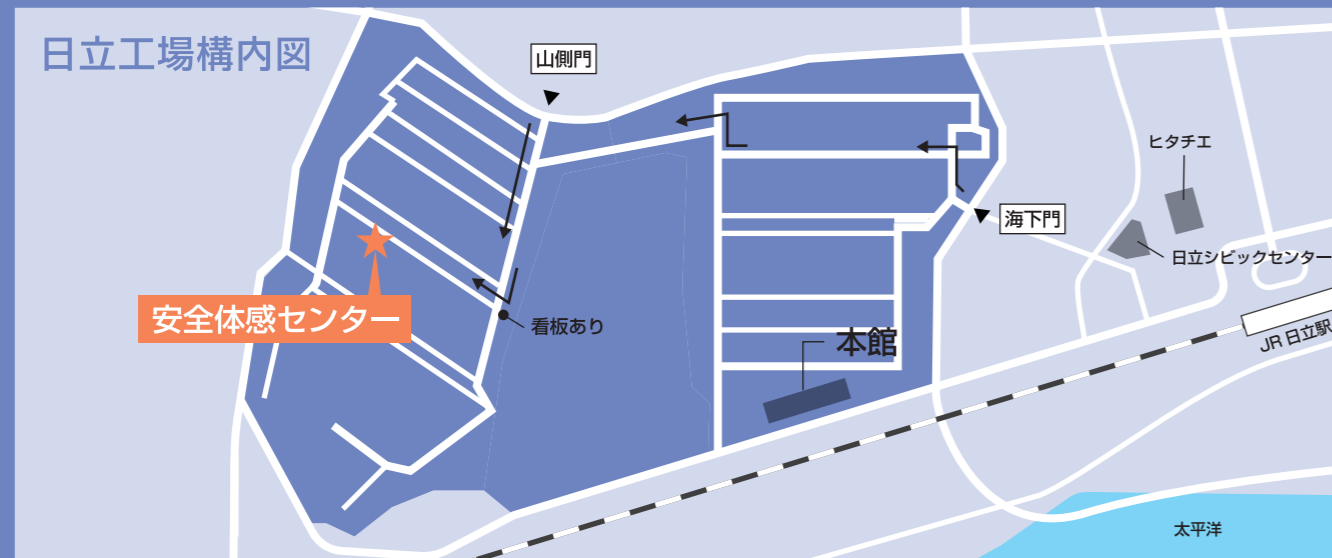 日立工場構内図
山側門
ヒタチエ
海下門
日立シビックセンター
安全体感センター
看板あり
本館
JR 日立駅
太平洋